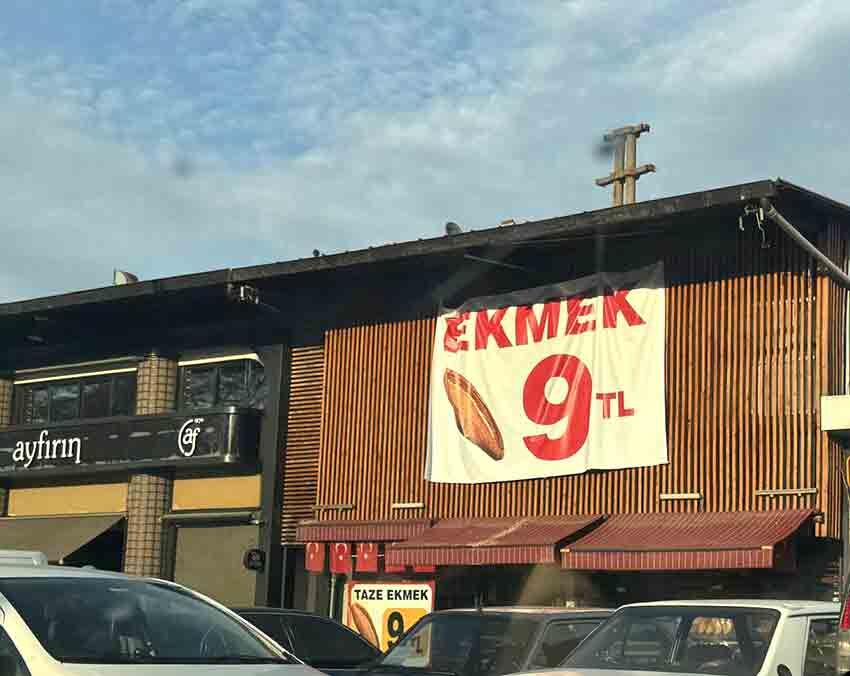 ayfırın
af
EKMEK
9 TL
TAZE EKMEK
9